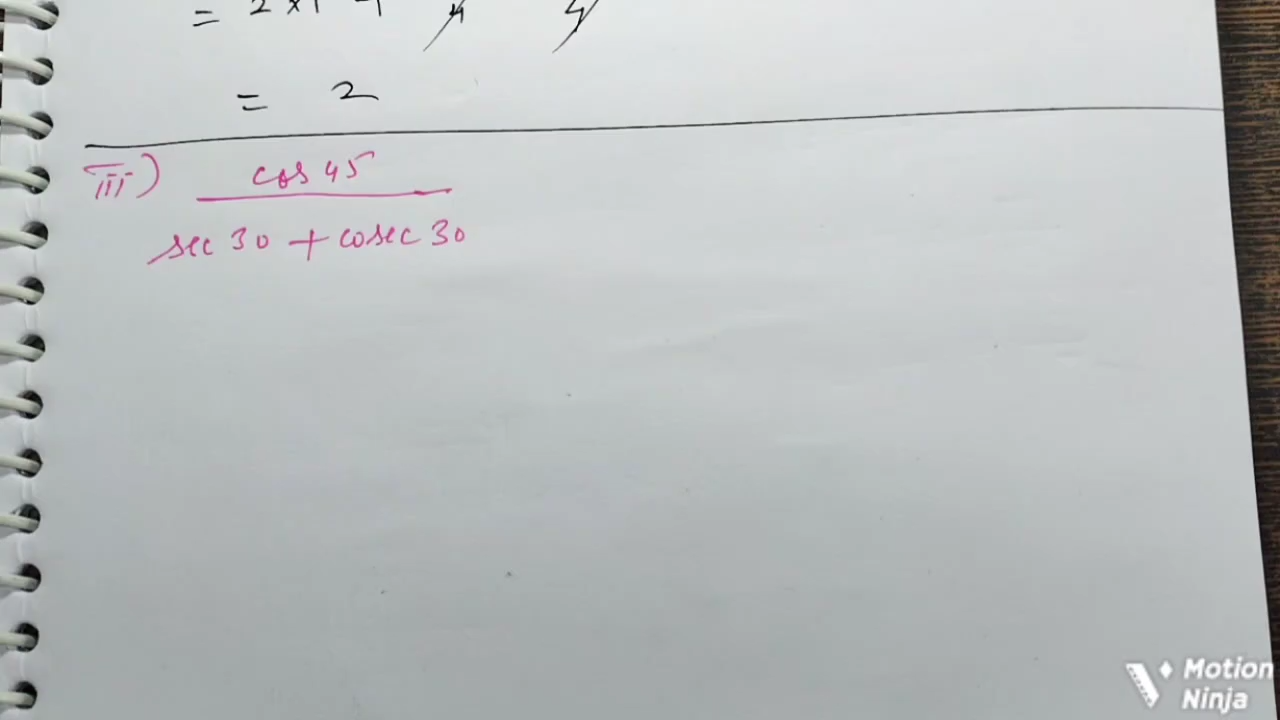 = 2
III) cos 45
sec 30 + cosec 30
Motion
Ninja